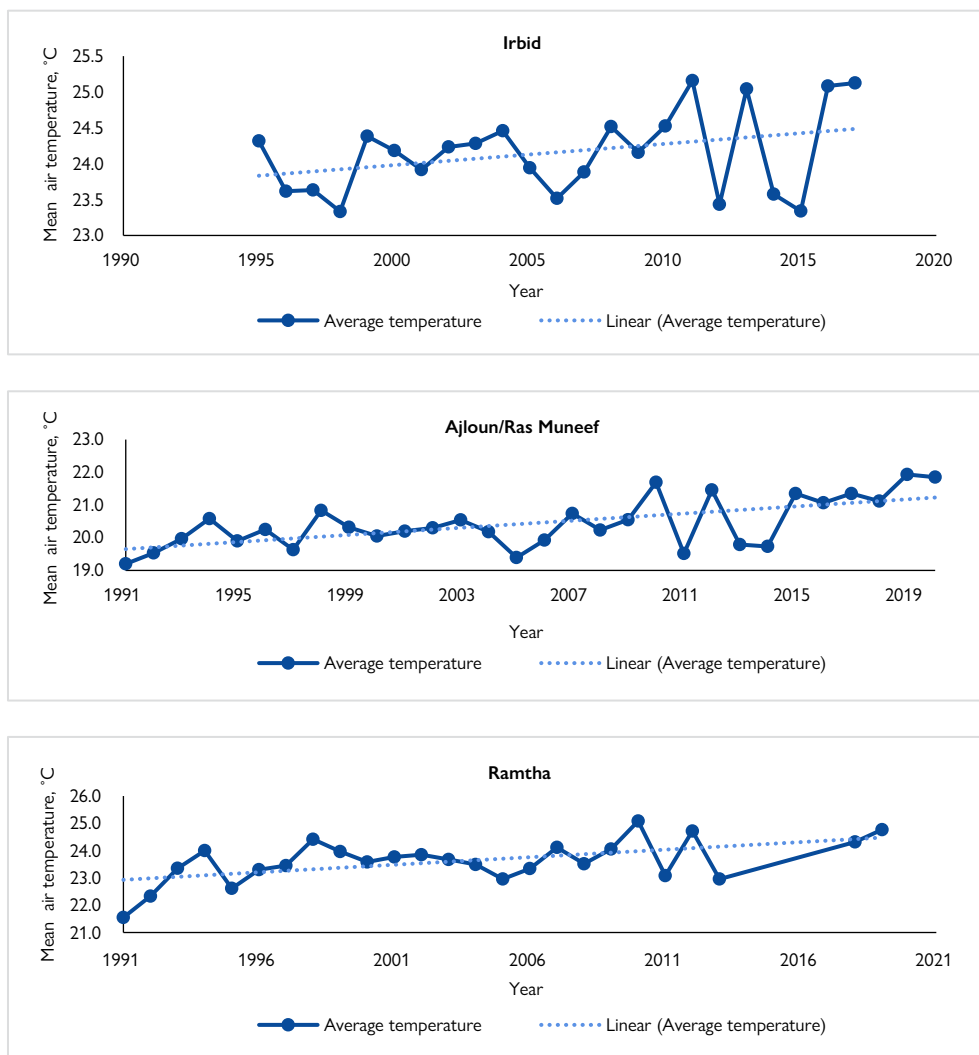 Irbid
Mean air temperature, °C
25.5
25.0
24.5
24.0
23.5
23.0
1990 1995 2000 2005 2010 2015 2020
Year
Average temperature Linear (Average temperature)
Ajloun/Ras Muneef
Mean air temperature, °C
23.0
22.0
21.0
20.0
19.0
1991 1995 1999 2003 2007 2011 2015 2019
Year
Average temperature Linear (Average temperature)
Ramtha
Mean air temperature, °C
26.0
25.0
24.0
23.0
22.0
21.0
1991 1996 2001 2006 2011 2016 2021
Year
Average temperature Linear (Average temperature)